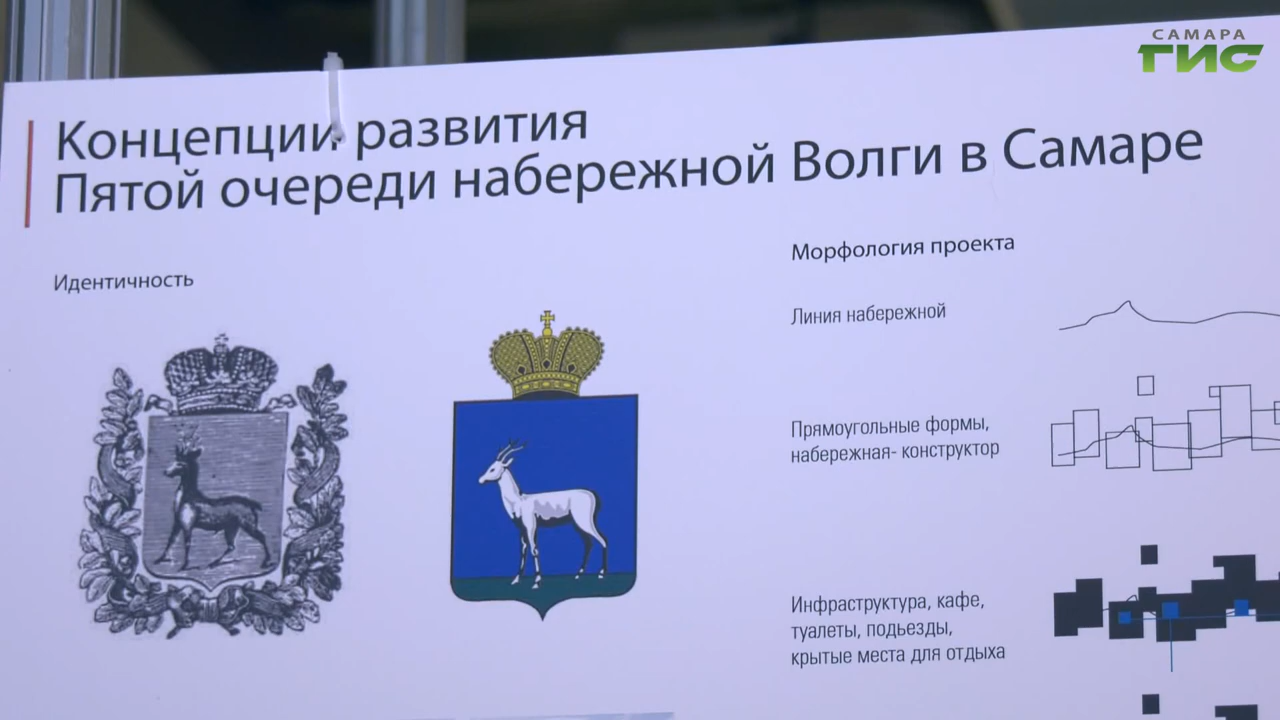 САМАРА
ГИС
Концепции развития
Пятой очереди набережной Волги в Самаре
Идентичность
Морфология проекта
Линия набережной
Прямоугольные формы,
набережная- конструктор
Инфраструктура, кафе,
туалеты, подьезды,
крытые места для отдыха